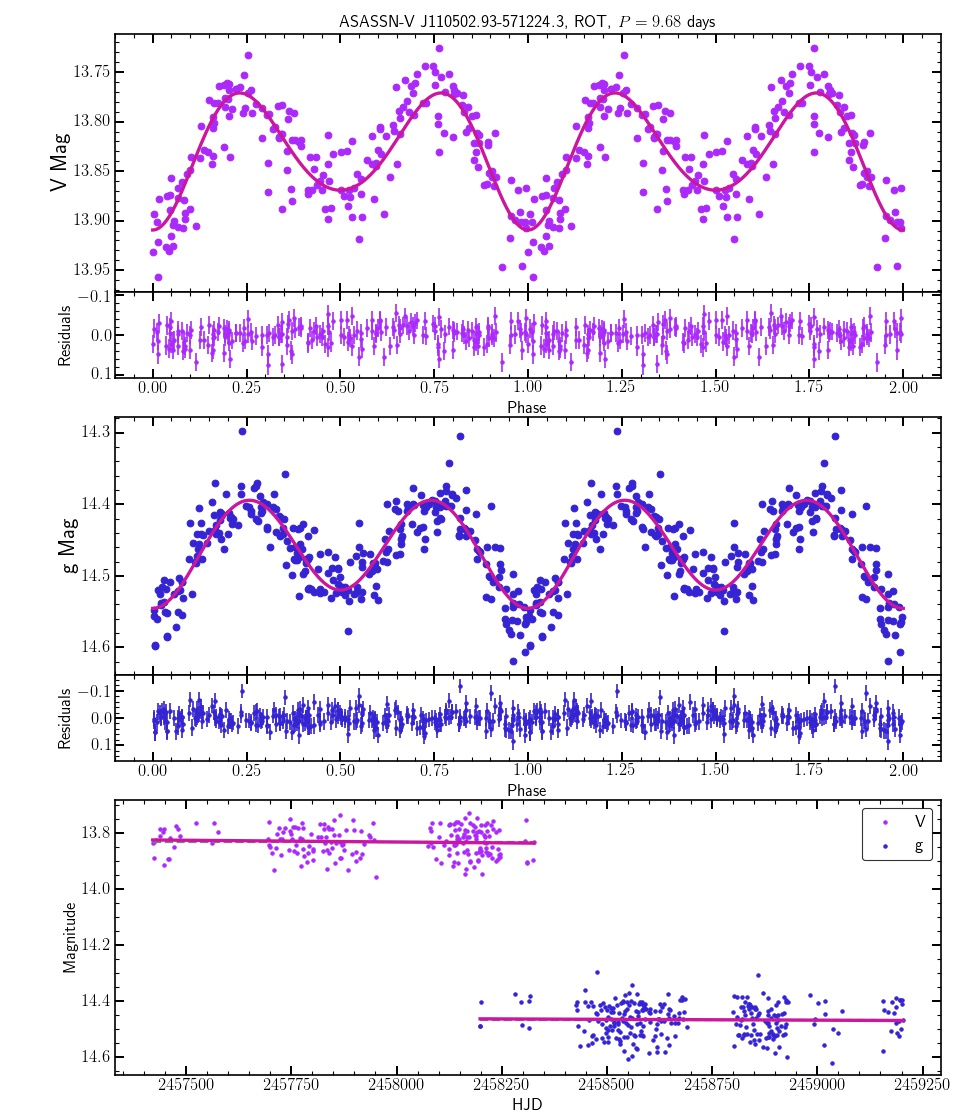 ASASSN-V J110502.93-571224.3, ROT, P = 9.68 days
13.75
13.80
13.85
13.90
13.95
V Mag
−0.1
0.0
0.1
Residuals
0.00 0.25 0.50 0.75 1.00 1.25 1.50 1.75 2.00
Phase
14.3
14.4
14.5
14.6
g Mag
−0.1
0.0
0.1
Residuals
0.00 0.25 0.50 0.75 1.00 1.25 1.50 1.75 2.00
Phase
V
g
13.8
14.0
14.2
14.4
14.6
Magnitude
2457500 2457750 2458000 2458250 2458500 2458750 2459000 2459250
HJD